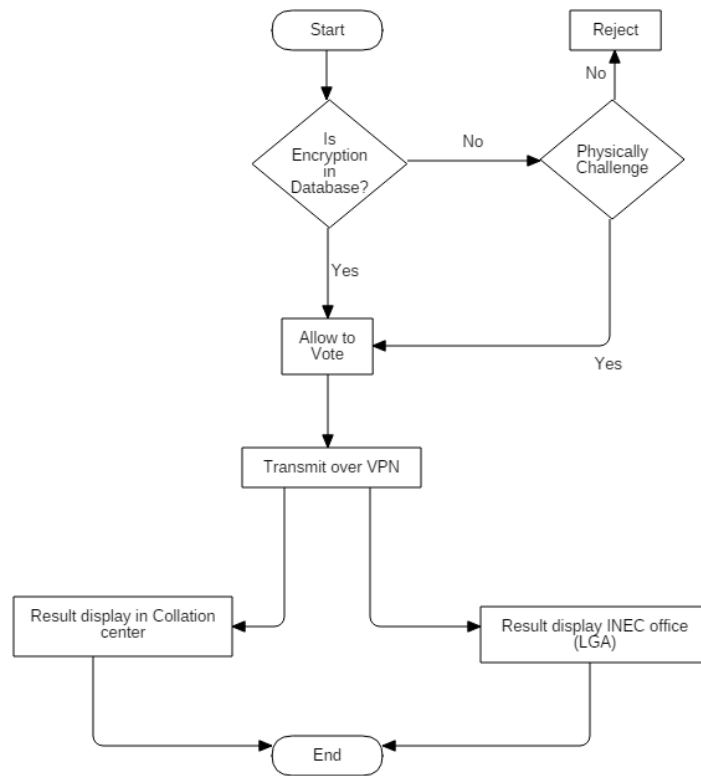 Start
Reject
No
Is
Encryption
in
Database?
No
Physically
Challenge
Yes
Allow to
Vote
Yes
Transmit over VPN
Result display in Collation
center
Result display INEC office
(LGA)
End